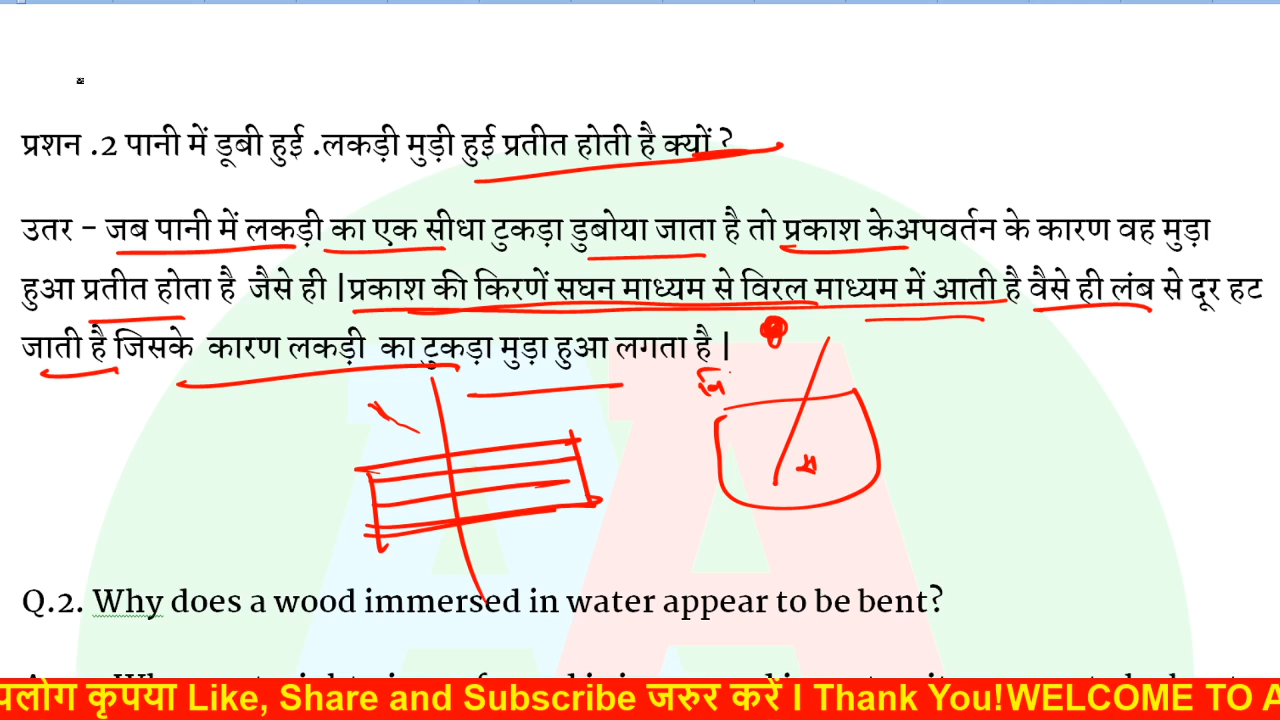 प्रशन .2 पानी में डूबी हुई .लकड़ी मुड़ी हुई प्रतीत होती है क्यों ?
उतर - जब पानी में लकड़ी का एक सीधा टुकड़ा डुबोया जाता है तो प्रकाश केअपवर्तन के कारण वह मुड़ा
हुआ प्रतीत होता है जैसे ही |प्रकाश की किरणें सघन माध्यम से विरल माध्यम में आती है वैसे ही लंब से दूर हट
जाती है जिसके कारण लकड़ी का टुकड़ा मुड़ा हुआ लगता है |
Q.2. Why does a wood immersed in water appear to be bent?
पलोग कृपया Like, Share and Subscribe जरुर करें I Thank You!WELCOME TO A